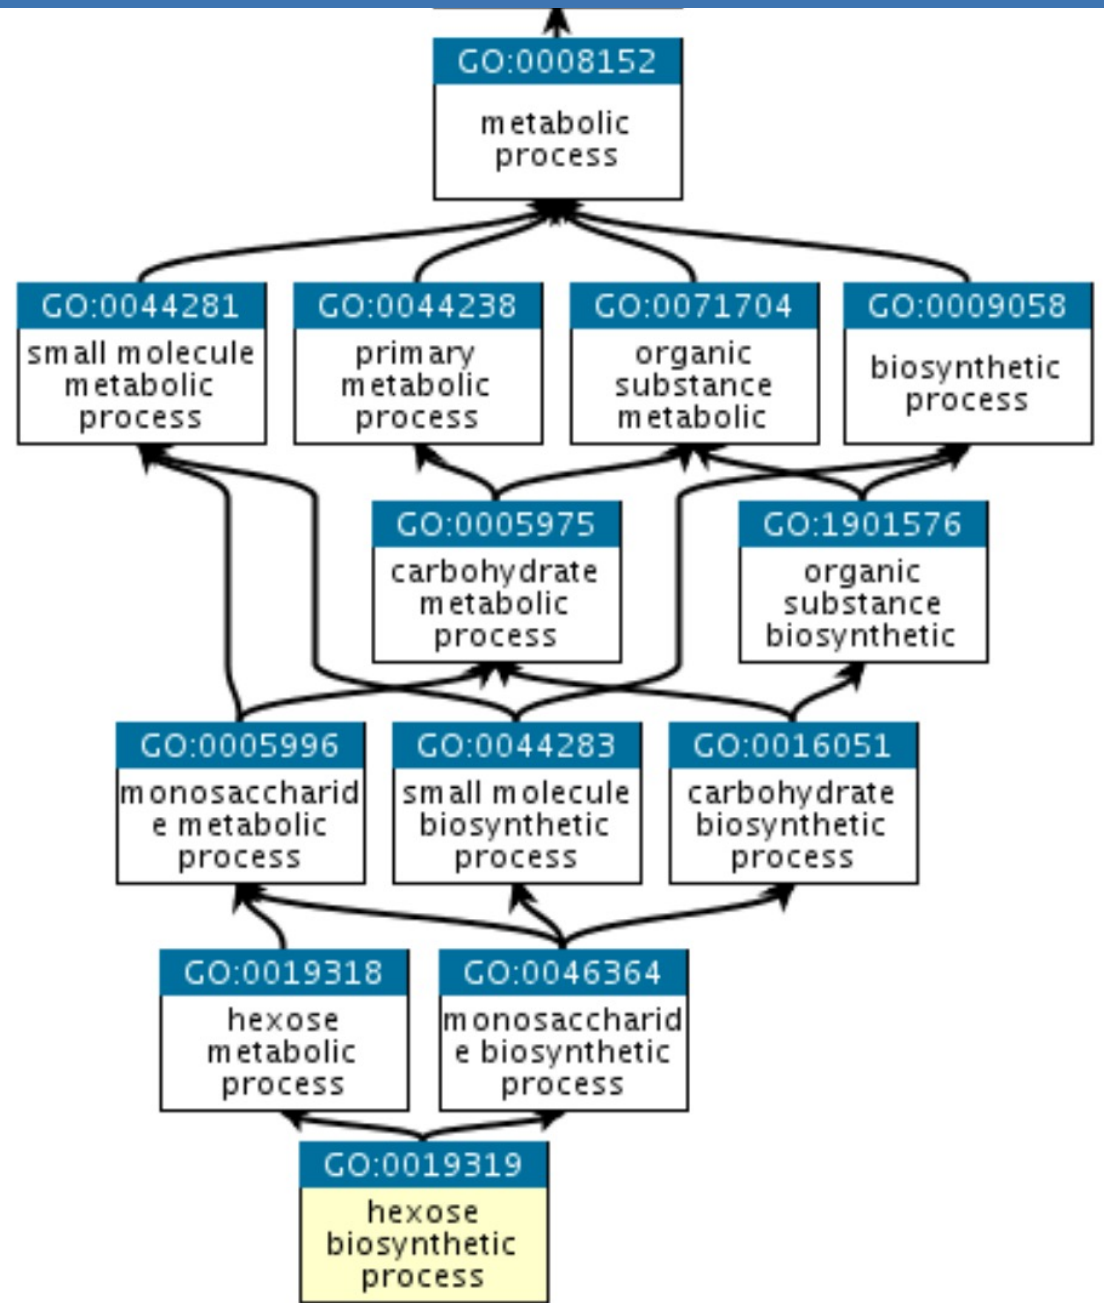 GO:0008152
metabolic
process
GO:0044281
small molecule
metabolic
process
GO:0044238
primary
metabolic
process
GO:0071704
organic
substance
metabolic
GO:0009058
biosynthetic
process
GO:0005975
carbohydrate
metabolic
process
GO:1901576
organic
substance
biosynthetic
GO:0005996
monosaccharid
e metabolic
process
GO:0044283
small molecule
biosynthetic
process
GO:0016051
carbohydrate
biosynthetic
process
GO:0019318
hexose
metabolic
process
GO:0046364
monosaccharid
e biosynthetic
process
GO:0019319
hexose
biosynthetic
process